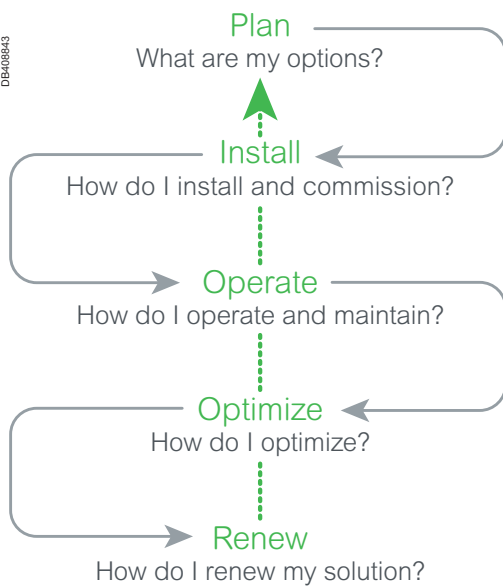 DB408843
Plan
What are my options?
Install
How do I install and commission?
Operate
How do I operate and maintain?
Optimize
How do I optimize?
Renew
How do I renew my solution?